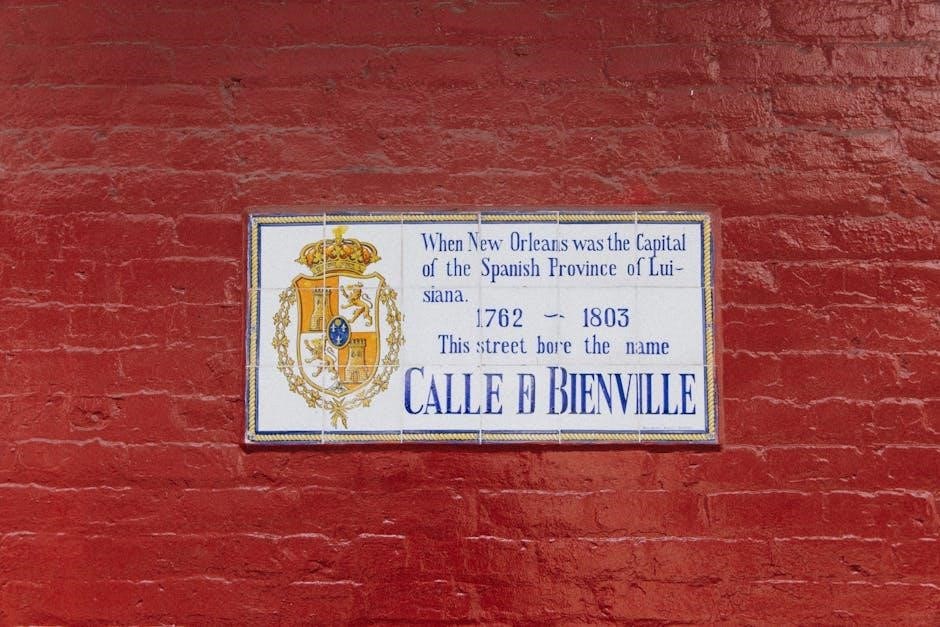 When New Orleans was the Capital
of the Spanish Province of Lui-
siana.
1762 ~ 1803
This street bore the name
CALLE D BIENVILLE